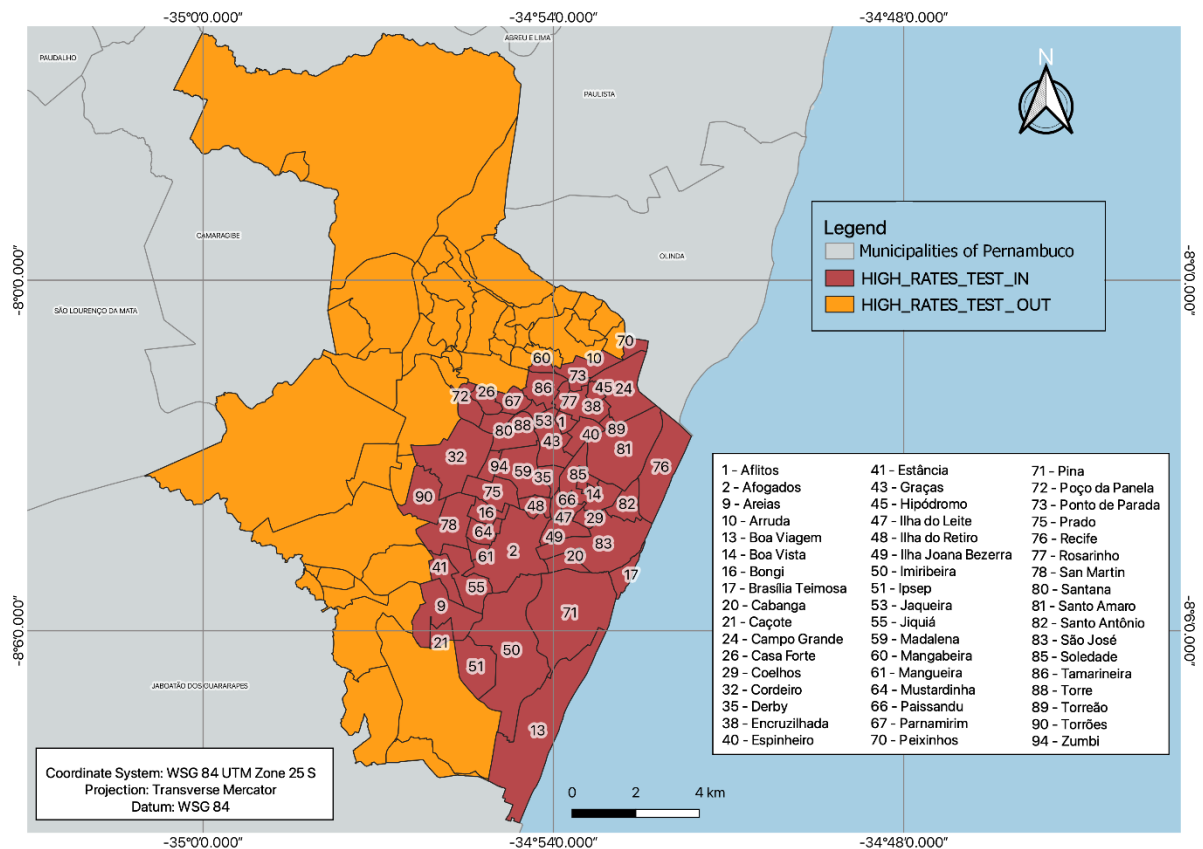 -35°0'0.000"
-34°54'0.000"
-34°48'0.000"
ABREU E LIMA
PAUDALHO
PAULISTA
N
CAMARAGIBE
OLINDA
-8°0'0.000"
-8°0'0.000"
SÃO LOURENÇO DA MATA
Legend
Municipalities of Pernambuco
HIGH_RATES_TEST_IN
HIGH_RATES_TEST_OUT
70
60
10
73
86
45
24
72
26
67
77
38
53
1
80
88
40
89
43
81
32
94
59
35
85
76
90
75
66
14
48
82
16
47
29
78
64
49
83
61
2
20
41
17
55
9
71
21
50
51
13
-8°6'0.000"
-8°6'0.000"
JABOATÃO DOS GUARARAPES
1 - Aflitos
2 - Afogados
9 - Areias
10 - Arruda
13 - Boa Viagem
14 - Boa Vista
16 - Bongi
17 - Brasília Teimosa
20 - Cabanga
21 - Caçote
24 - Campo Grande
26 - Casa Forte
29 - Coelhos
32 - Cordeiro
35 - Derby
38 - Encruzilhada
40 - Espinheiro
41 - Estância
43 - Graças
45 - Hipódromo
47 - Ilha do Leite
48 - Ilha do Retiro
49 - Ilha Joana Bezerra
50 - Imiribeira
51 - Ipsep
53 - Jaqueira
55 - Jiquiá
59 - Madalena
60 - Mangabeira
61 - Mangueira
64 - Mustardinha
66 - Paissandu
67 - Parnamirim
70 - Peixinhos
71 - Pina
72 - Poço da Panela
73 - Ponto de Parada
75 - Prado
76 - Recife
77 - Rosarinho
78 - San Martin
80 - Santana
81 - Santo Amaro
82 - Santo Antônio
83 - São José
85 - Soledade
86 - Tamarineira
88 - Torre
89 - Torreão
90 - Torrões
94 - Zumbi
Coordinate System: WSG 84 UTM Zone 25 S
Projection: Transverse Mercator
Datum: WSG 84
0 2 4 km
-35°0'0.000"
-34°54'0.000"
-34°48'0.000"